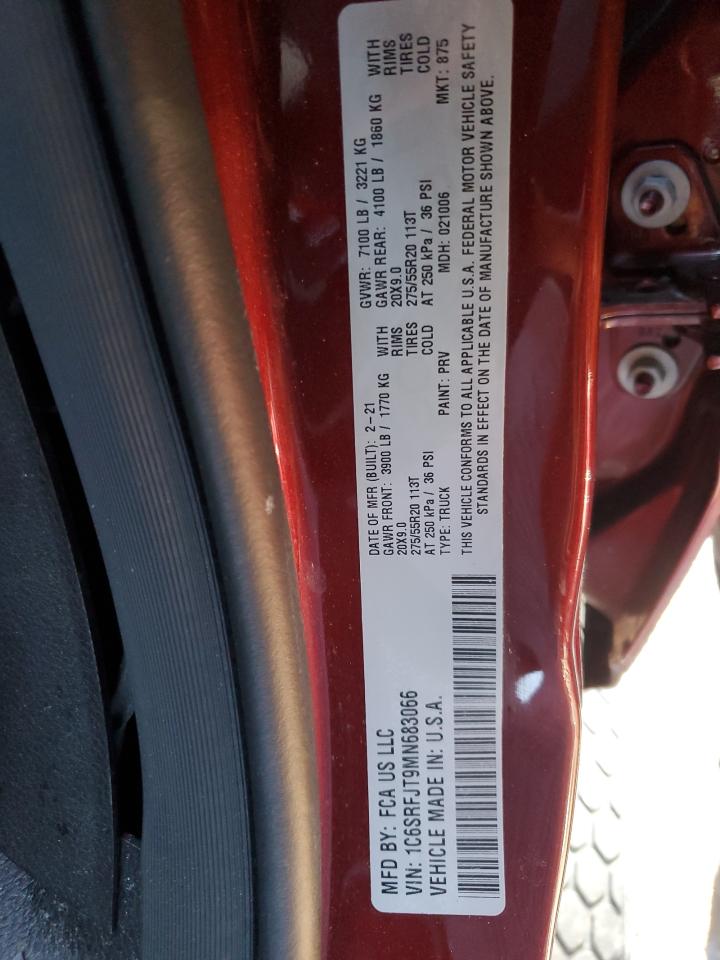 MFD BY: FCA US LLC
VIN: 1C6SRFJT9MN683066
VEHICLE MADE IN: U.S.A.
DATE OF MFR (BUILT): 2-21 GVWR: 7100 LB / 3221 KG
GAWR FRONT: 3900 LB / 1770 KG WITH GAWR REAR: 4100 LB / 1860 KG WITH
20X9.0 RIMS 20X9.0 RIMS
275/55R20 113T TIRES 275/55R20 113T TIRES
AT 250 kPa / 36 PSI COLD AT 250 kPa / 36 PSI COLD
TYPE: TRUCK PAINT: PRV MDH: 021006 MKT: 875
THIS VEHICLE CONFORMS TO ALL APPLICABLE U.S.A. FEDERAL MOTOR VEHICLE SAFETY
STANDARDS IN EFFECT ON THE DATE OF MANUFACTURE SHOWN ABOVE.